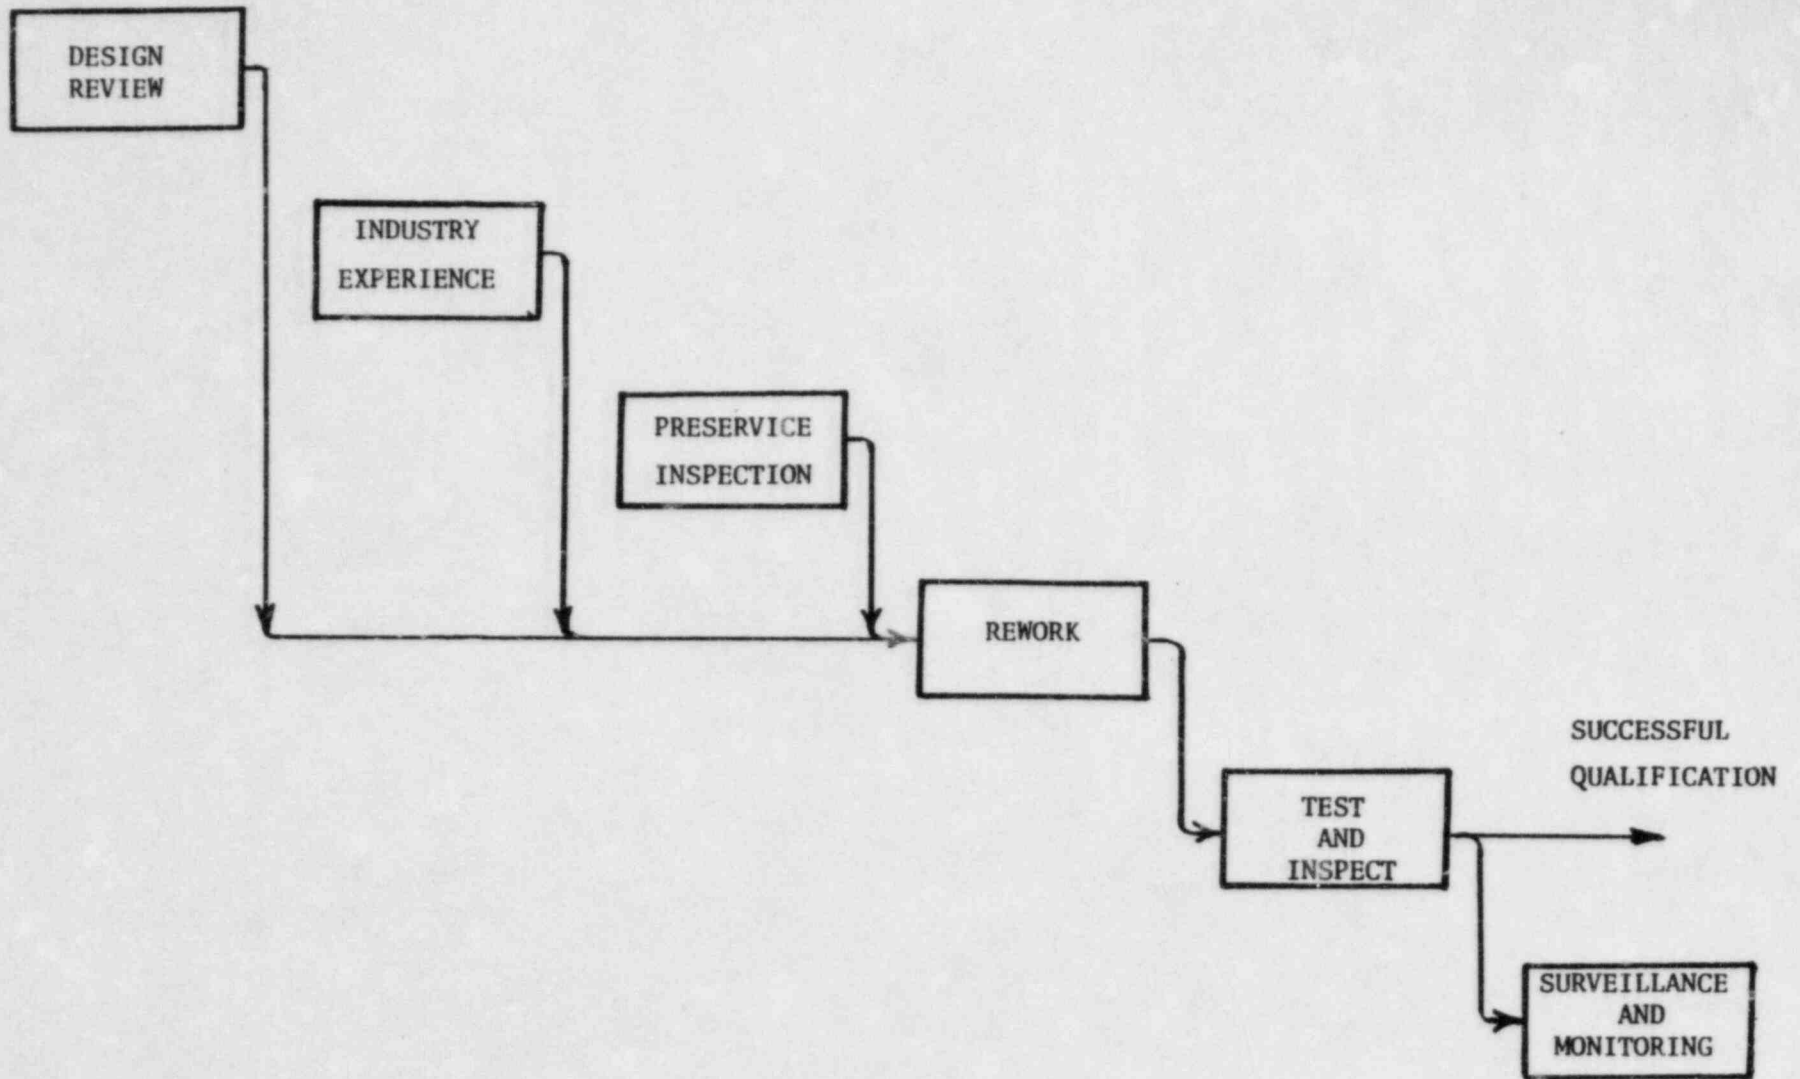 DESIGN
REVIEW
INDUSTRY
EXPERIENCE
PRESERVICE
INSPECTION
REWORK
SUCCESSFUL
QUALIFICATION
TEST
AND
INSPECT
SURVEILLANCE
AND
MONITORING